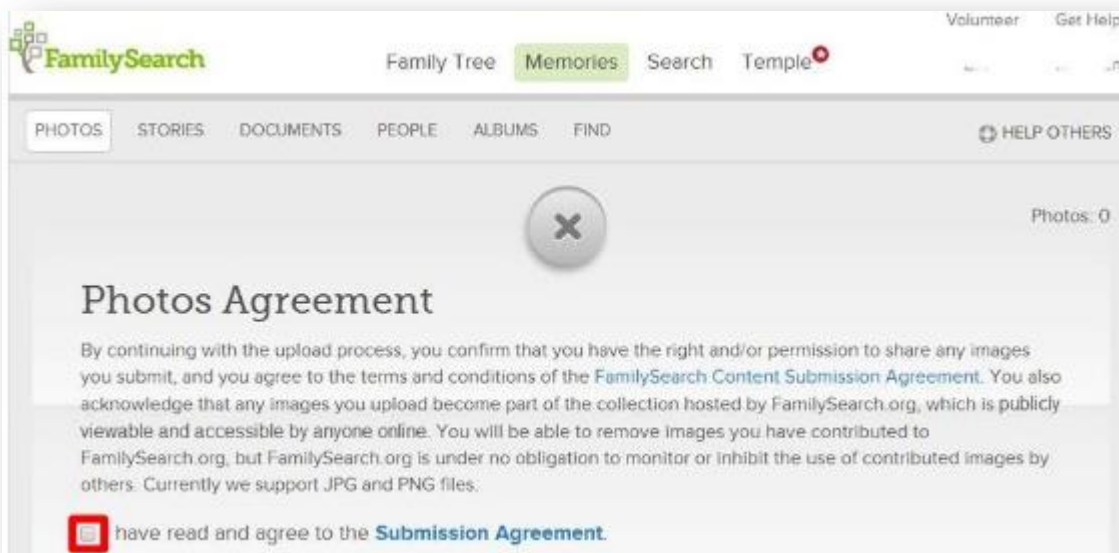 Volunteer Get Help
FamilySearch
Family Tree Memories Search Temple
PHOTOS STORIES DOCUMENTS PEOPLE ALBUMS FIND HELP OTHERS
Photos: 0
Photos Agreement
By continuing with the upload process, you confirm that you have the right and/or permission to share any images
you submit, and you agree to the terms and conditions of the FamilySearch Content Submission Agreement. You also
acknowledge that any images you upload become part of the collection hosted by FamilySearch.org, which is publicly
viewable and accessible by anyone online. You will be able to remove images you have contributed to
FamilySearch.org, but FamilySearch.org is under no obligation to monitor or inhibit the use of contributed images by
others. Currently we support JPG and PNG files.
have read and agree to the Submission Agreement.